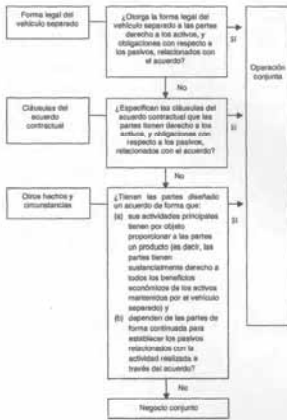 Forma legal del
vehículo separado
¿Otorga la forma legal del
vehículo separado a las partes
derecho a los activos, y
obligaciones con respecto a
los pasivos, relacionados con
el acuerdo?
Sí
Operación
conjunta
No
Cláusulas del
acuerdo
contractual
¿Especifican las cláusulas del
acuerdo contractual que las
partes tienen derecho a los
activos, y obligaciones con
respecto a los pasivos,
relacionados con el acuerdo?
Sí
No
Otros hechos y
circunstancias
¿Tienen las partes diseñado
un acuerdo de forma que:
(a) sus actividades principales
tienen por objeto
proporcionar a las partes
un producto (es decir, las
partes tienen
sustancialmente derecho a
todos los beneficios
económicos de los activos
mantenidos por el vehículo
separado) y
(b) dependen de las partes de
forma continuada para
establecer los pasivos
relacionados con la
actividad realizada a
través del acuerdo?
Sí
No
Negocio conjunto